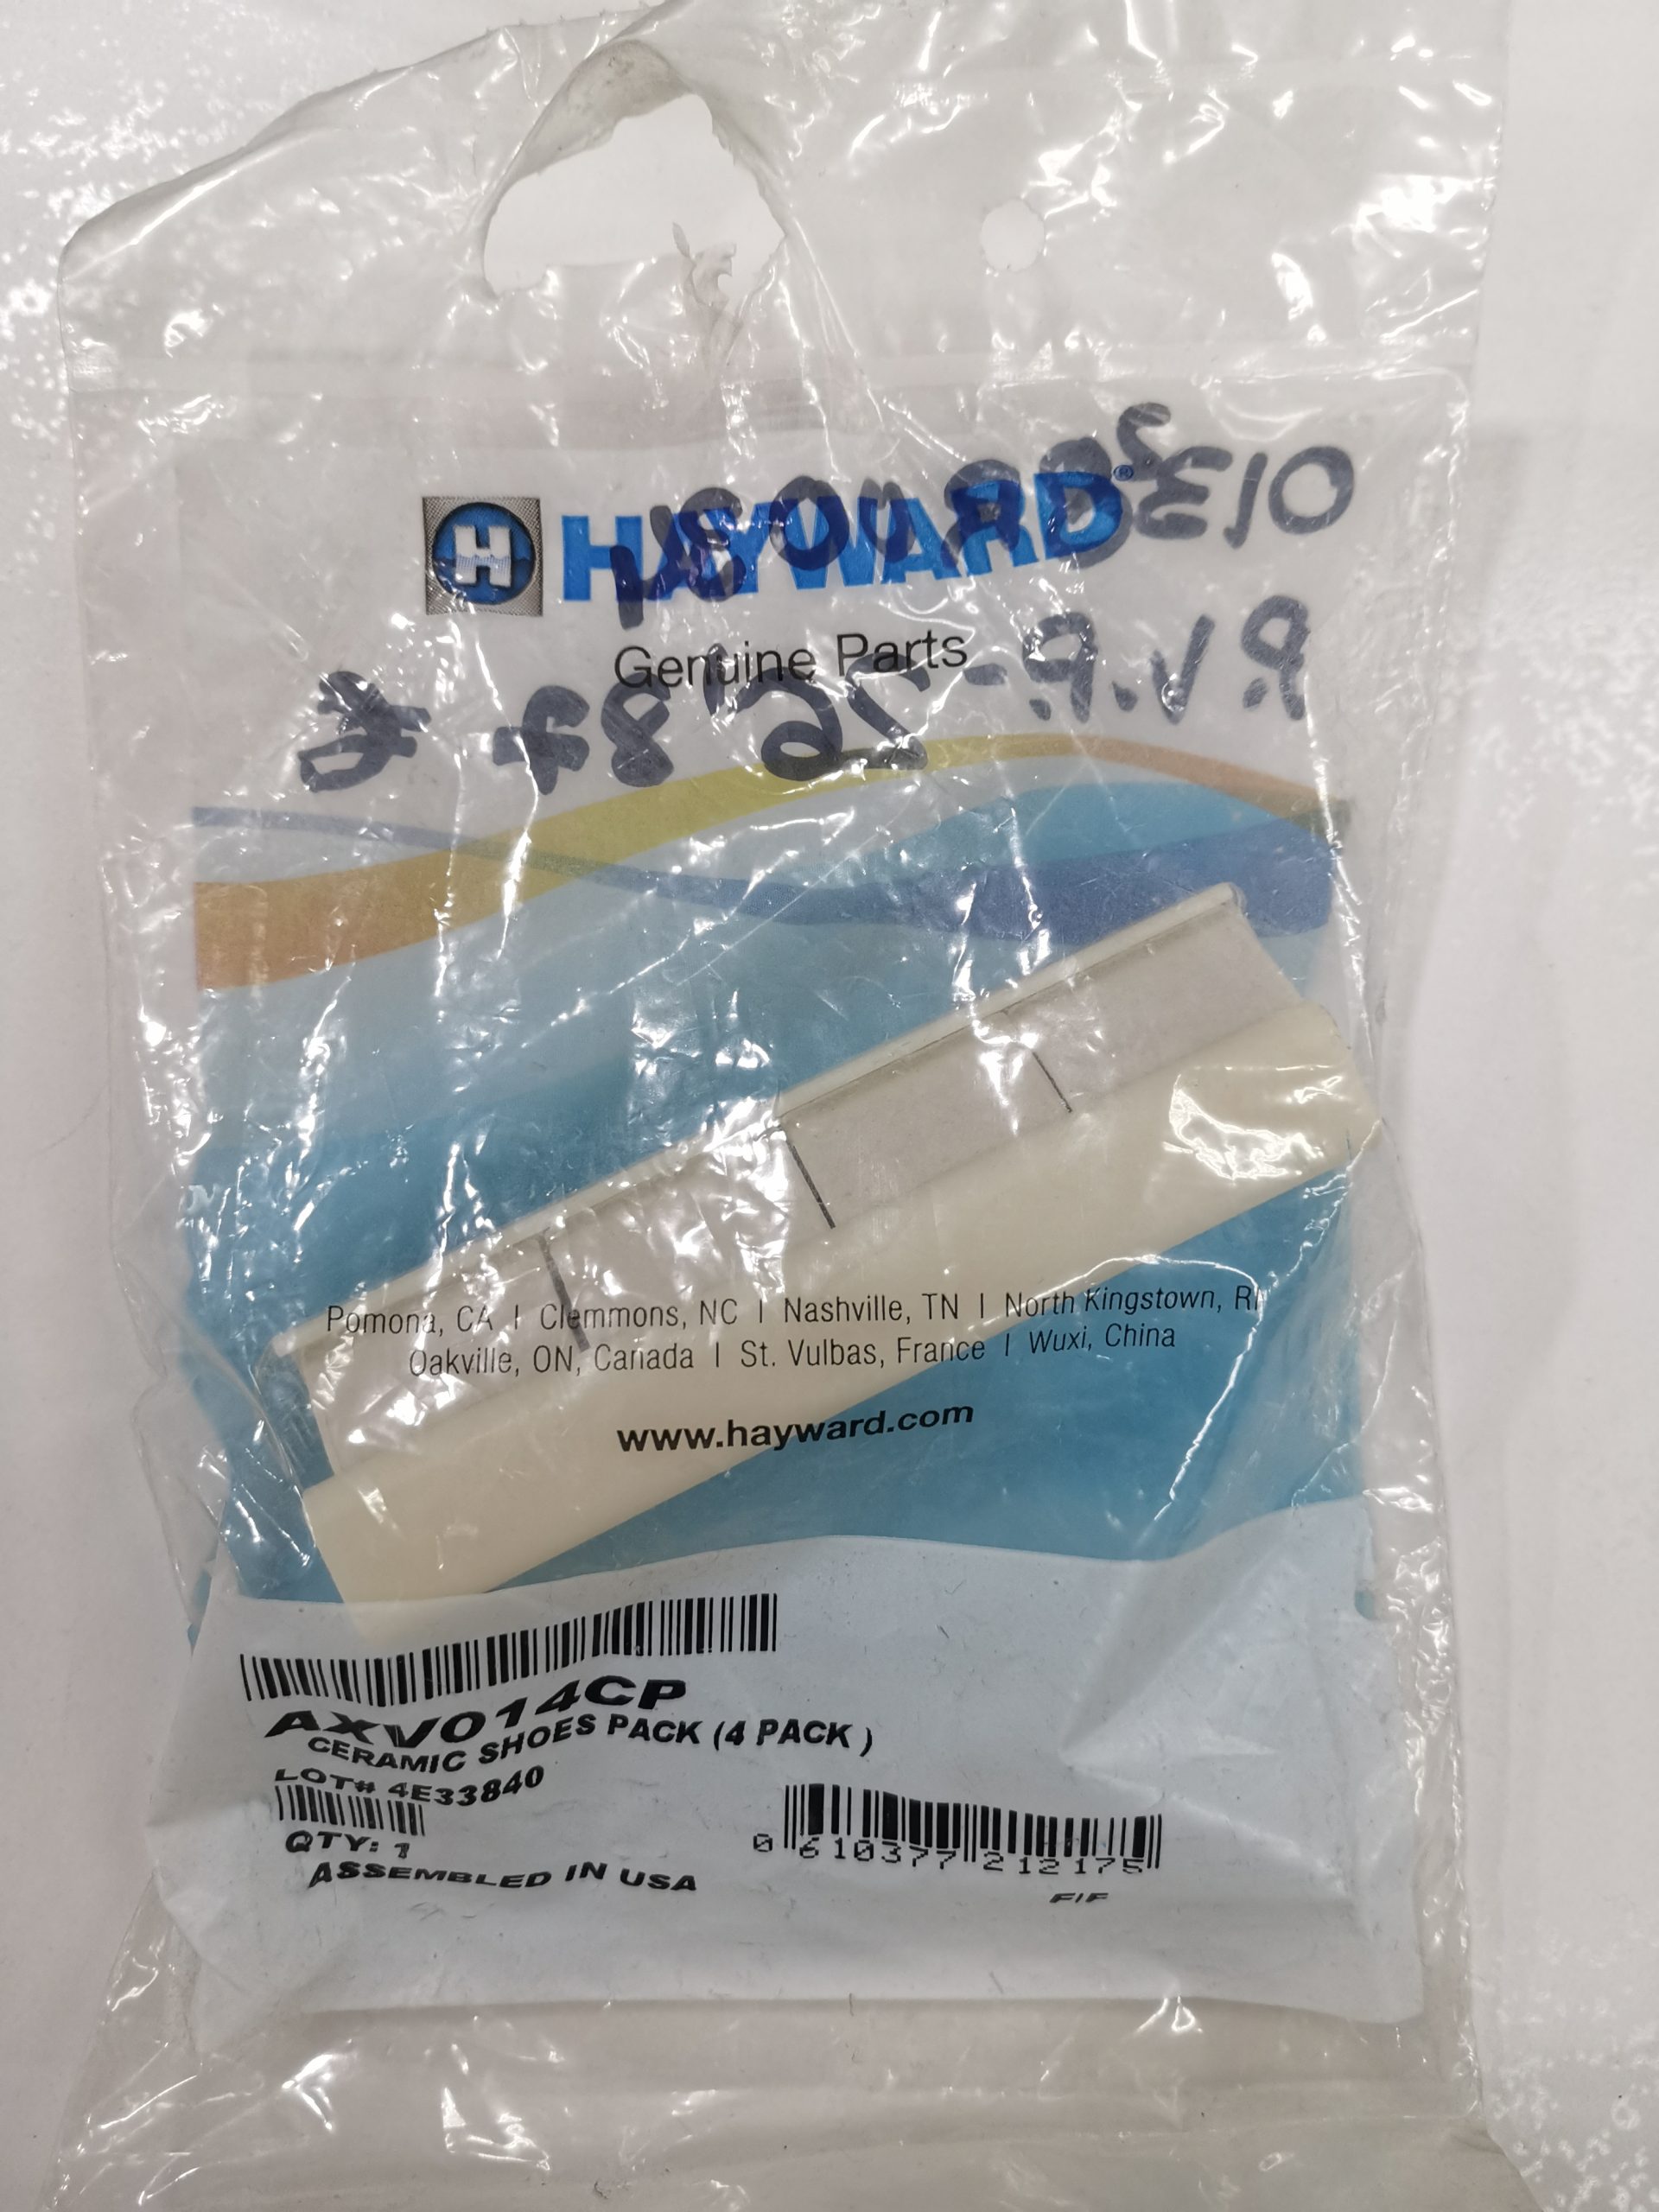 H HAYWARD®
Genuine Parts
P.V.P.-
Pomona, CA | Clemmons, NC | Nashville, TN | North Kingstown, RI
Oakville, ON, Canada | St. Vulbas, France | Wuxi, China
www.hayward.com
AXV014CP
CERAMIC SHOES PACK (4 PACK)
LOT# 4E33840
QTY: 1
ASSEMBLED IN USA
0 610377 212175
F/F